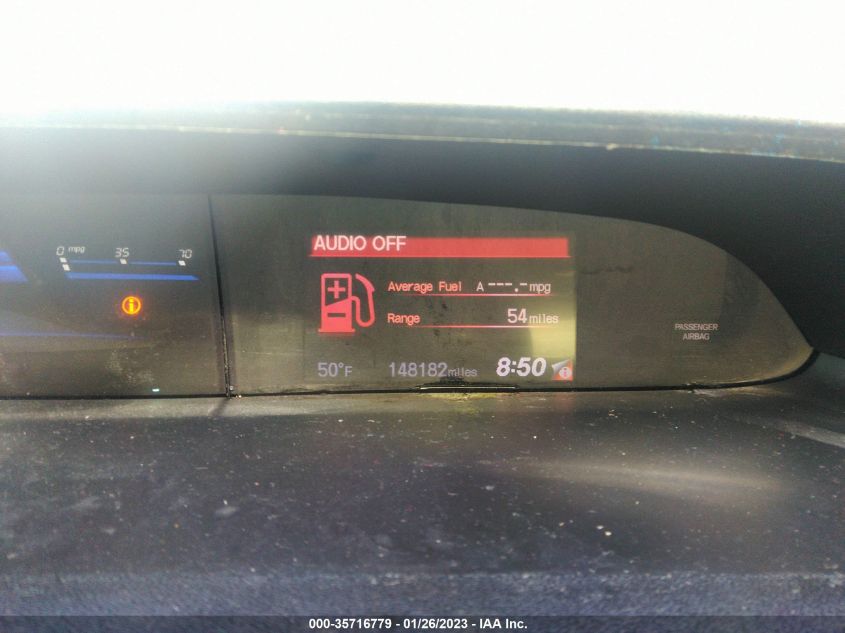 0 mpg 35 70
AUDIO OFF
Average Fuel A ---.- mpg
Range 54 miles
PASSENGER
AIRBAG
50°F 148182 miles 8:50
000-35716779 - 01/26/2023 - IAA Inc.